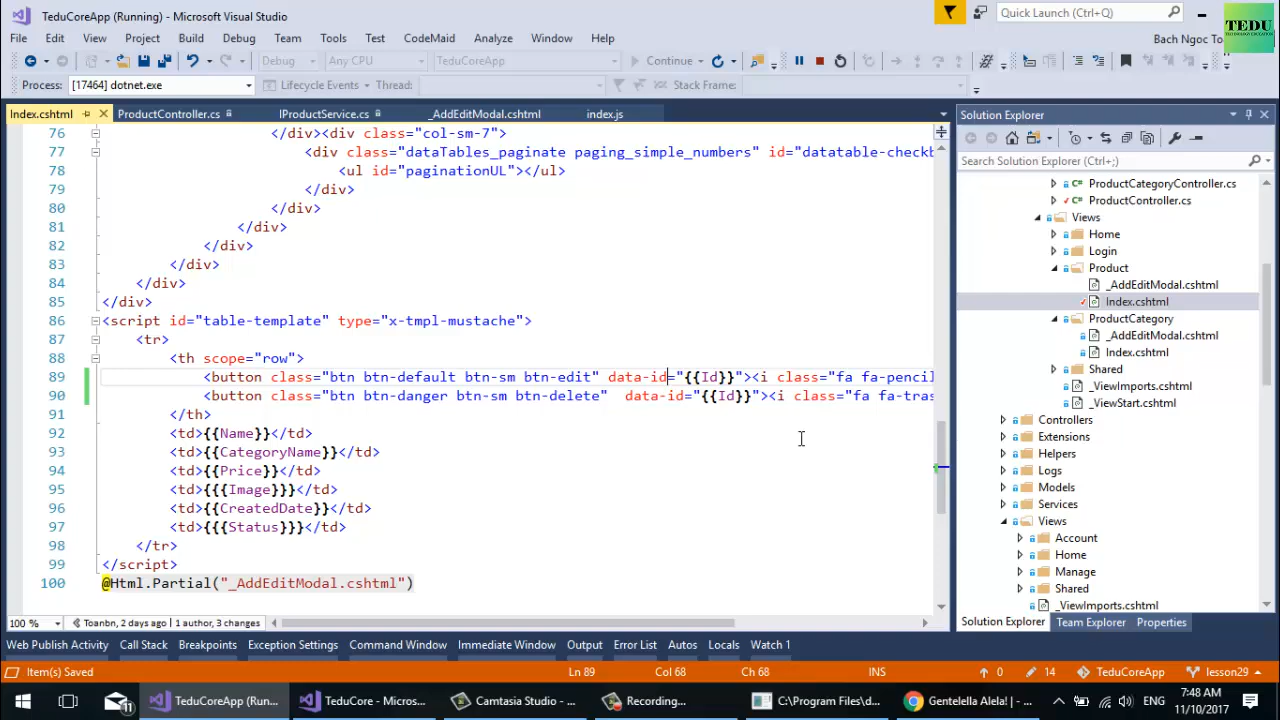 TeduCoreApp (Running) - Microsoft Visual Studio
Quick Launch (Ctrl+Q)
TEDU
File Edit View Project Build Debug Team Tools Test CodeMaid Analyze Window Help
Bach Ngoc To
Debug Any CPU TeduCoreApp Continue
Process: [17464] dotnet.exe Lifecycle Events Thread: Stack Frame:
Index.cshtml ProductController.cs IProductService.cs _AddEditModal.cshtml index.js
76 </div><div class="col-sm-7">
77 <div class="dataTables_paginate paging_simple_numbers" id="datatable-checkb
78 <ul id="paginationUL"></ul>
79 </div>
80 </div>
81 </div>
82 </div>
83 </div>
84 </div>
85 </div>
86 <script id="table-template" type="x-tmpl-mustache">
87 <tr>
88 <th scope="row">
89 <button class="btn btn-default btn-sm btn-edit" data-id="{{Id}}"><i class="fa fa-pencil
90 <button class="btn btn-danger btn-sm btn-delete"  data-id="{{Id}}"><i class="fa fa-tras
91 </th>
92 <td>{{Name}}</td>
93 <td>{{CategoryName}}</td>
94 <td>{{Price}}</td>
95 <td>{{{Image}}}</td>
96 <td>{{CreatedDate}}</td>
97 <td>{{{Status}}}</td>
98 </tr>
99 </script>
100 @Html.Partial("_AddEditModal.cshtml")
100 % Toanbn, 2 days ago | 1 author, 3 changes
Solution Explorer
Search Solution Explorer (Ctrl+;)
ProductCategoryController.cs
ProductController.cs
Views
Home
Login
Product
_AddEditModal.cshtml
Index.cshtml
ProductCategory
_AddEditModal.cshtml
Index.cshtml
Shared
_ViewImports.cshtml
_ViewStart.cshtml
Controllers
Extensions
Helpers
Logs
Models
Services
Views
Account
Home
Manage
Shared
_ViewImports.cshtml
Solution Explorer Team Explorer Properties
Web Publish Activity Call Stack Breakpoints Exception Settings Command Window Immediate Window Output Error List Autos Locals Watch 1
Item(s) Saved Ln 89 Col 68 Ch 68 INS 0 14 TeduCoreApp lesson29
11 TeduCoreApp (Run... TeduCore - Micros... Camtasia Studio - ... Recording... C:\Program Files\d... Gentelella Alela! | - ... ENG 7:48 AM
11/10/2017